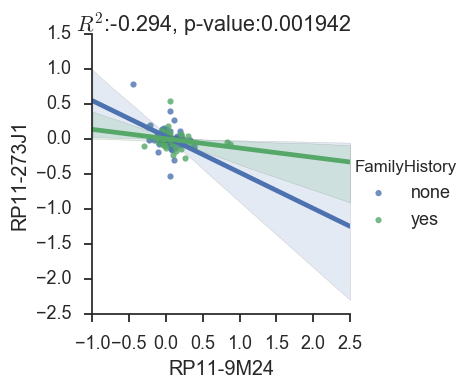 R²:-0.294, p-value:0.001942
1.5
1.0
0.5
0.0
−0.5
−1.0
−1.5
−2.0
−2.5
RP11-273J1
−1.0 −0.5 0.0 0.5 1.0 1.5 2.0 2.5
RP11-9M24
FamilyHistory
none
yes